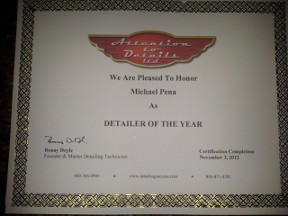 Attention
to
Details
ltd.
We Are Pleased To Honor
Michael Pena
As
DETAILER OF THE YEAR
Renny Doyle
Founder & Master Detailing Technician
Certification Completion
November 3, 2012